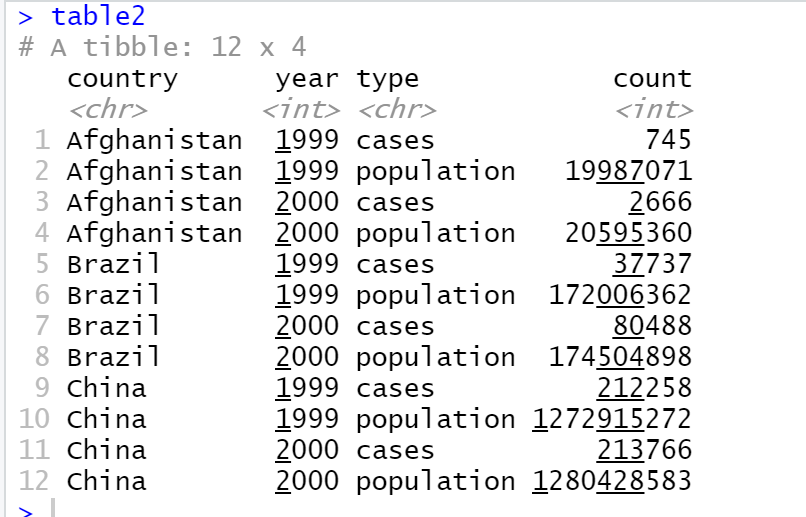 > table2
# A tibble: 12 x 4
country year type count
<chr> <int> <chr> <int>
1 Afghanistan 1999 cases 745
2 Afghanistan 1999 population 19987071
3 Afghanistan 2000 cases 2666
4 Afghanistan 2000 population 20595360
5 Brazil 1999 cases 37737
6 Brazil 1999 population 172006362
7 Brazil 2000 cases 80488
8 Brazil 2000 population 174504898
9 China 1999 cases 212258
10 China 1999 population 1272915272
11 China 2000 cases 213766
12 China 2000 population 1280428583
>